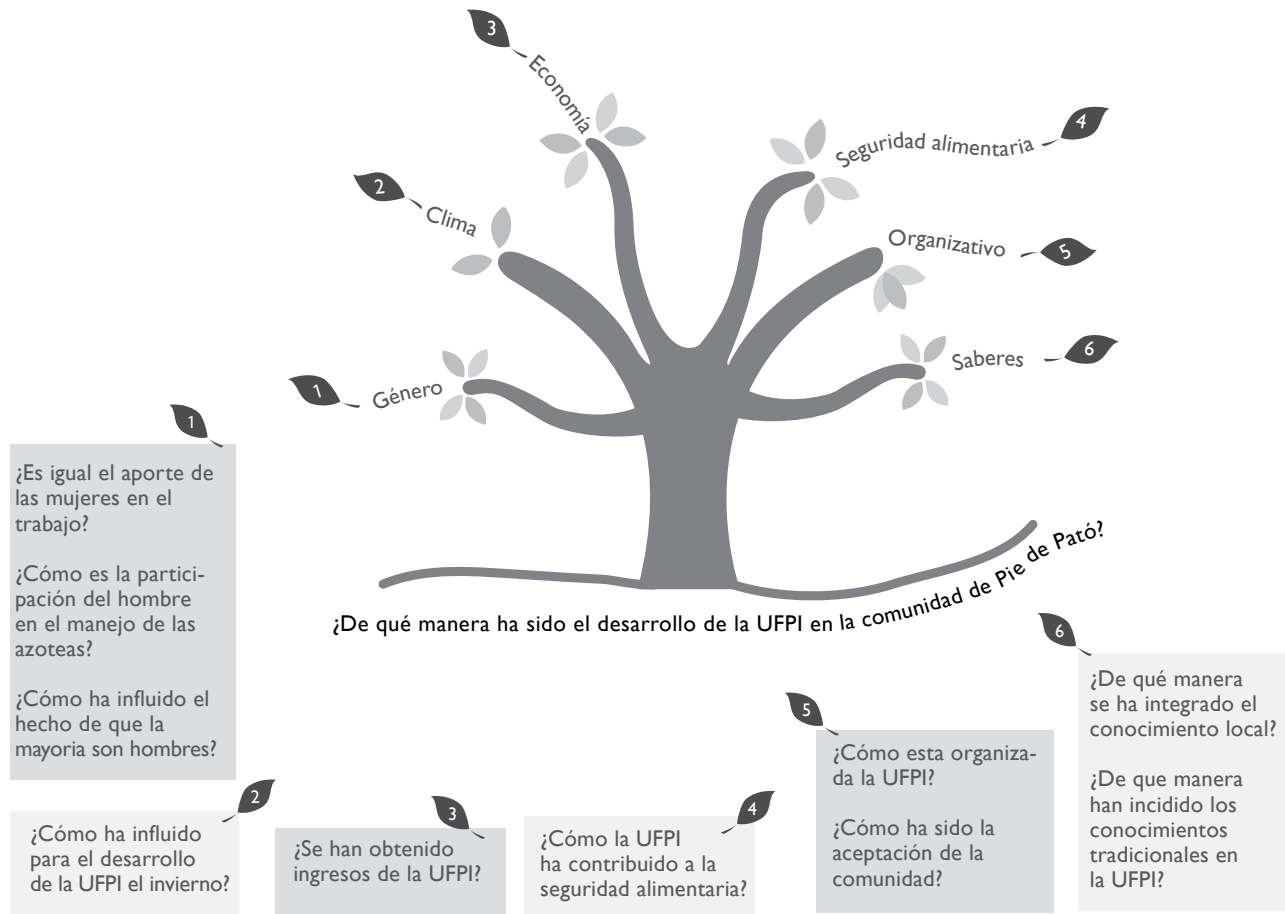 3
Economía
4
Seguridad alimentaria
2
Clima
Organizativo
5
6
Saberes
1
Género
¿De qué manera ha sido el desarrollo de la UFPI en la comunidad de Pie de Pató?
1
¿Es igual el aporte de
las mujeres en el
trabajo?
¿Cómo es la partici-
pación del hombre
en el manejo de las
azoteas?
¿Cómo ha influido el
hecho de que la
mayoria son hombres?
2
¿Cómo ha influido
para el desarrollo
de la UFPI el invierno?
3
¿Se han obtenido
ingresos de la UFPI?
4
¿Cómo la UFPI
ha contribuido a la
seguridad alimentaria?
5
¿Cómo esta organiza-
da la UFPI?
¿Cómo ha sido la
aceptación de la
comunidad?
6
¿De qué manera
se ha integrado el
conocimiento local?
¿De que manera
han incidido los
conocimientos
tradicionales en
la UFPI?